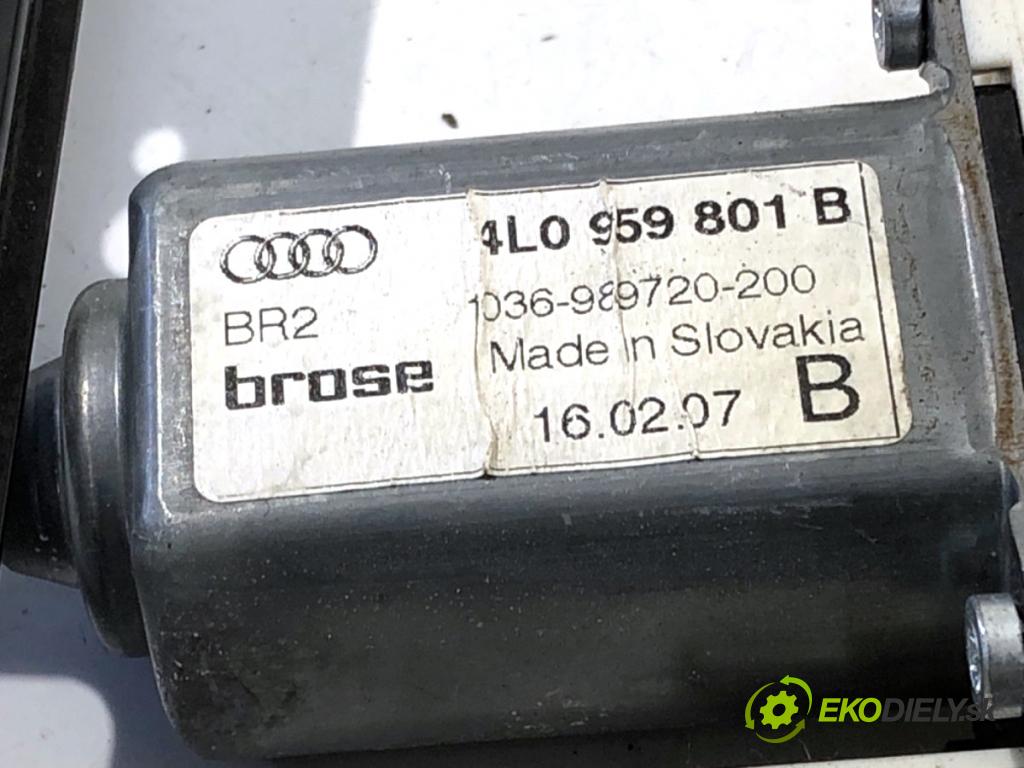 4L0 959 801 B
BR2
1036-989720-200
brose
Made in Slovakia
16.02.07
B
EKODIELY.sk